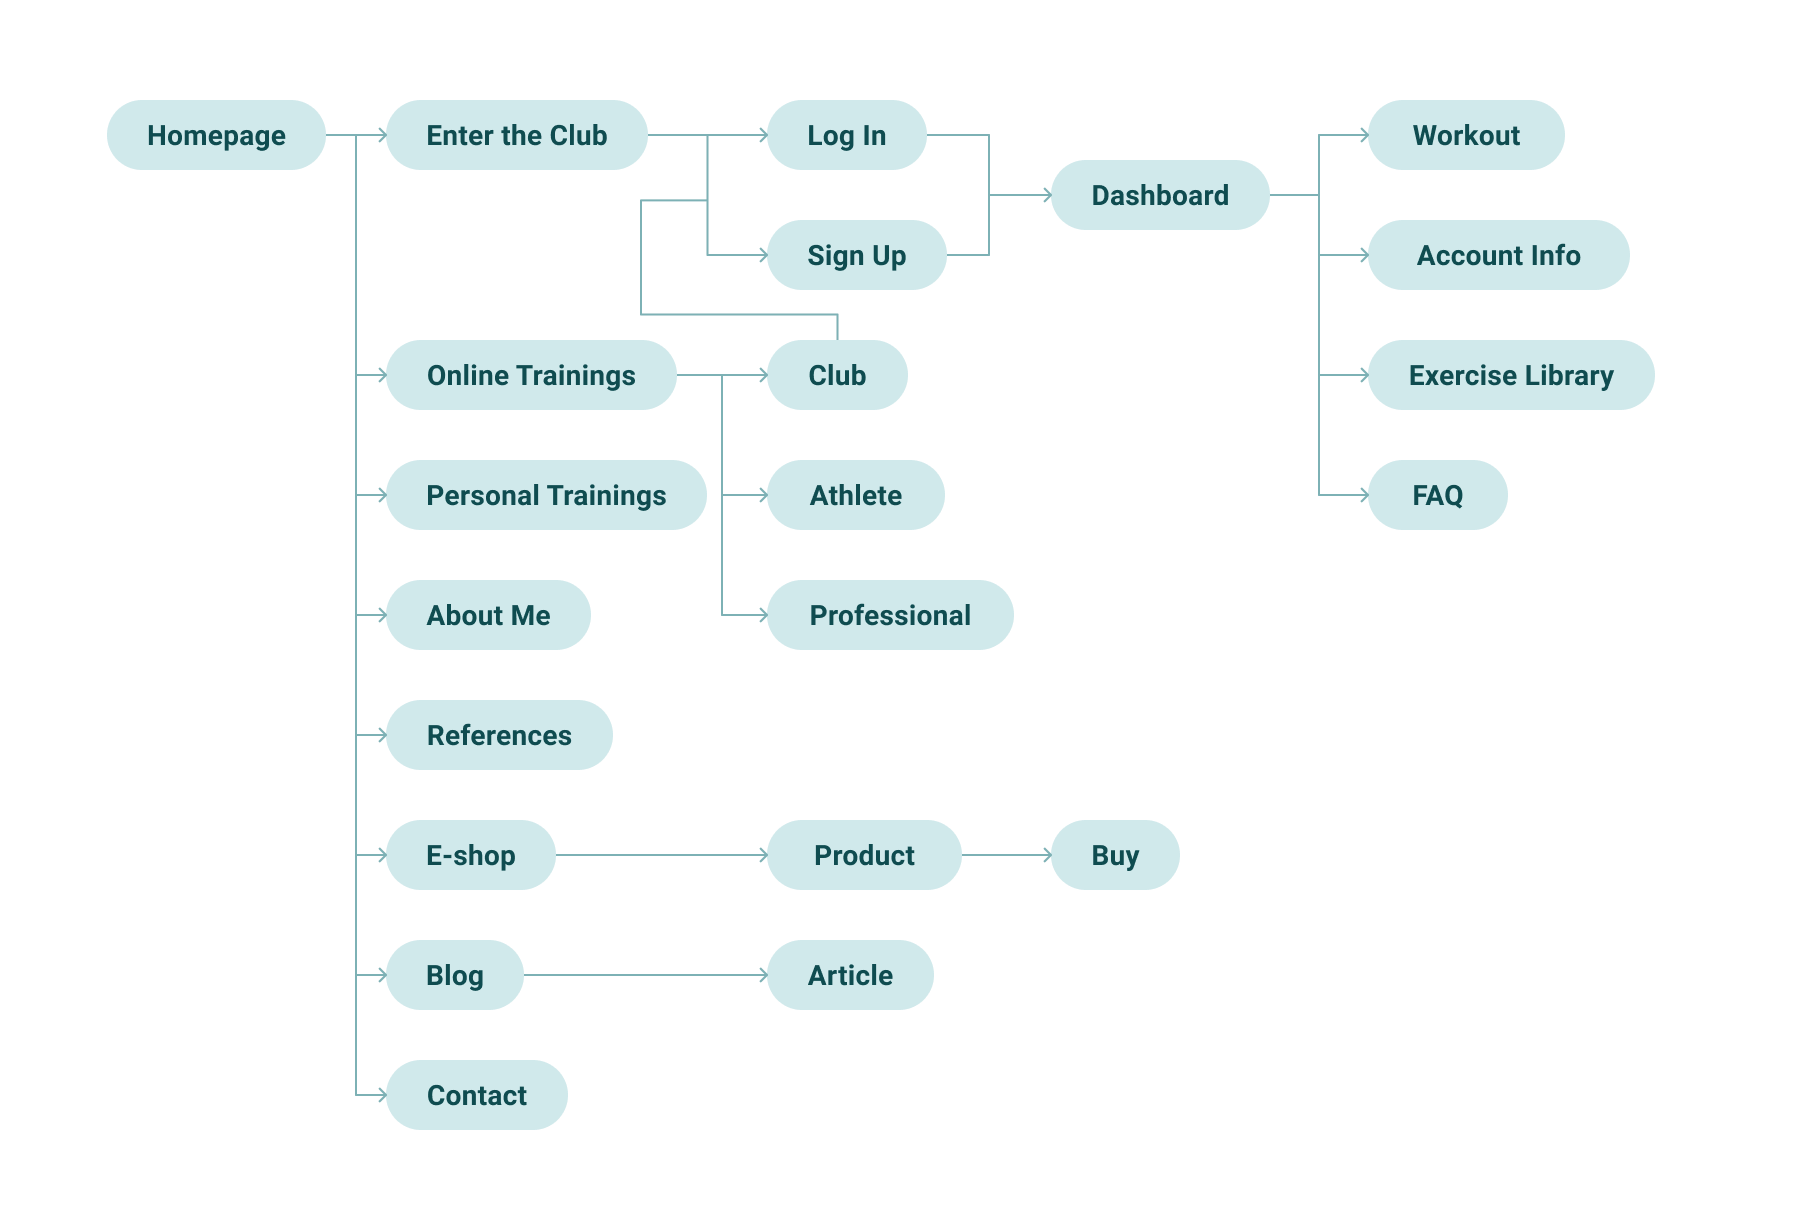 Homepage
Enter the Club
Log In
Workout
Dashboard
Sign Up
Account Info
Online Trainings
Club
Exercise Library
Personal Trainings
Athlete
FAQ
About Me
Professional
References
E-shop
Product
Buy
Blog
Article
Contact